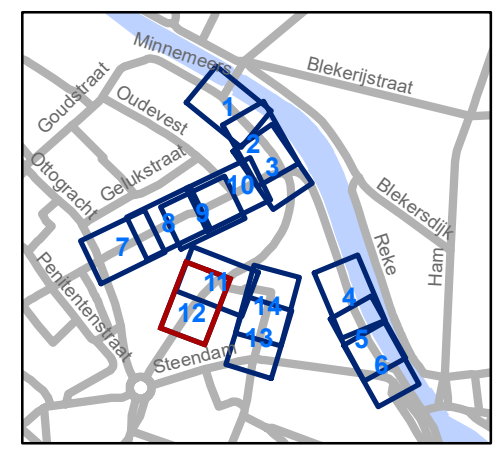 Minnemeers
Blekerijstraat
Goudstraat
Oudevest
1
2
Ottogracht
Gelukstraat
3
10
Blekersdijk
9
8
7
Reke
Ham
Penitentenstraat
11
4
14
12
13
5
Steendam
6